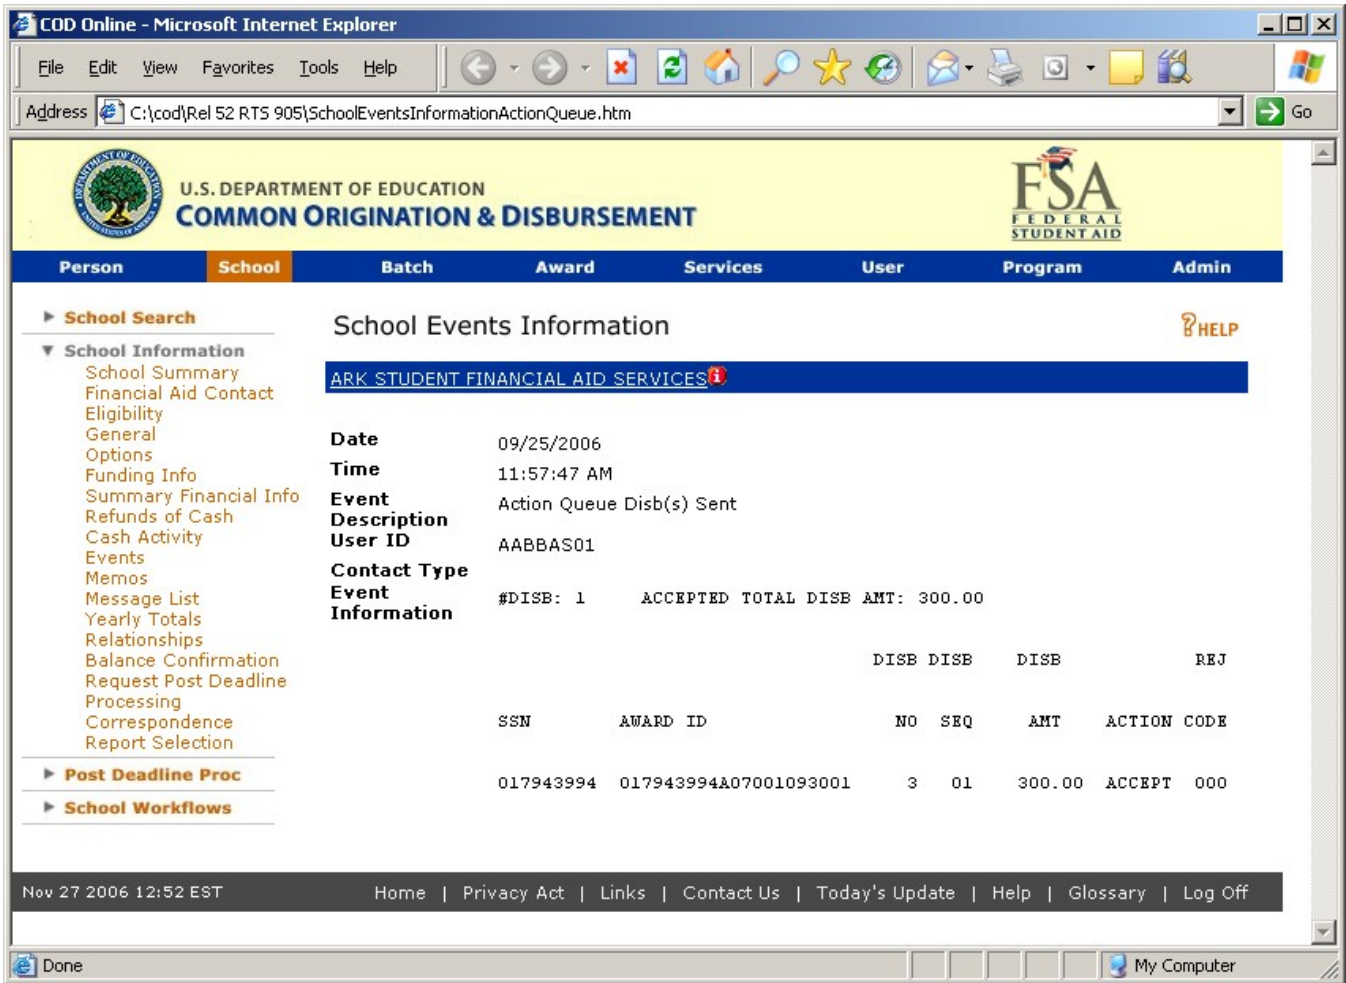 COD Online - Microsoft Internet Explorer
File Edit View Favorites Tools Help
Address C:\cod\Rel 52 RTS 905\SchoolEventsInformationActionQueue.htm Go
U.S. DEPARTMENT OF EDUCATION
COMMON ORIGINATION & DISBURSEMENT
FSA
FEDERAL
STUDENT AID
Person School Batch Award Services User Program Admin
School Search
School Information
School Summary
Financial Aid Contact
Eligibility
General
Options
Funding Info
Summary Financial Info
Refunds of Cash
Cash Activity
Events
Memos
Message List
Yearly Totals
Relationships
Balance Confirmation
Request Post Deadline
Processing
Correspondence
Report Selection
Post Deadline Proc
School Workflows
School Events Information
HELP
ARK STUDENT FINANCIAL AID SERVICES
Date 09/25/2006
Time 11:57:47 AM
Event
Description Action Queue Disb(s) Sent
User ID AABBAS01
Contact Type
Event
Information #DISB: 1 ACCEPTED TOTAL DISB AMT: 300.00
DISB DISB DISB REJ
SSN AWARD ID NO SEQ AMT ACTION CODE
017943994 017943994A07001093001 3 01 300.00 ACCEPT 000
Nov 27 2006 12:52 EST Home | Privacy Act | Links | Contact Us | Today's Update | Help | Glossary | Log Off
Done My Computer